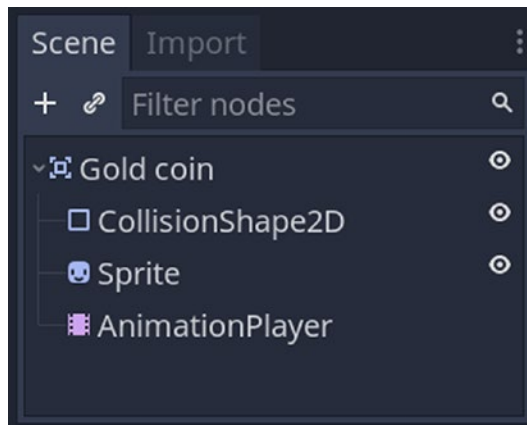 Scene Import
Filter nodes
Gold coin
CollisionShape2D
Sprite
AnimationPlayer